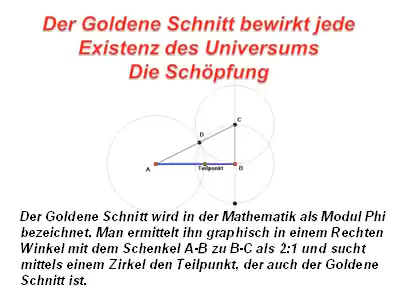 Der Goldene Schnitt bewirkt jede
Existenz des Universums
Die Schöpfung
C
D
A
Teilpunkt
B
Der Goldene Schnitt wird in der Mathematik als Modul Phi
bezeichnet. Man ermittelt ihn graphisch in einem Rechten
Winkel mit dem Schenkel A-B zu B-C als 2:1 und sucht
mittels einem Zirkel den Teilpunkt, der auch der Goldene
Schnitt ist.